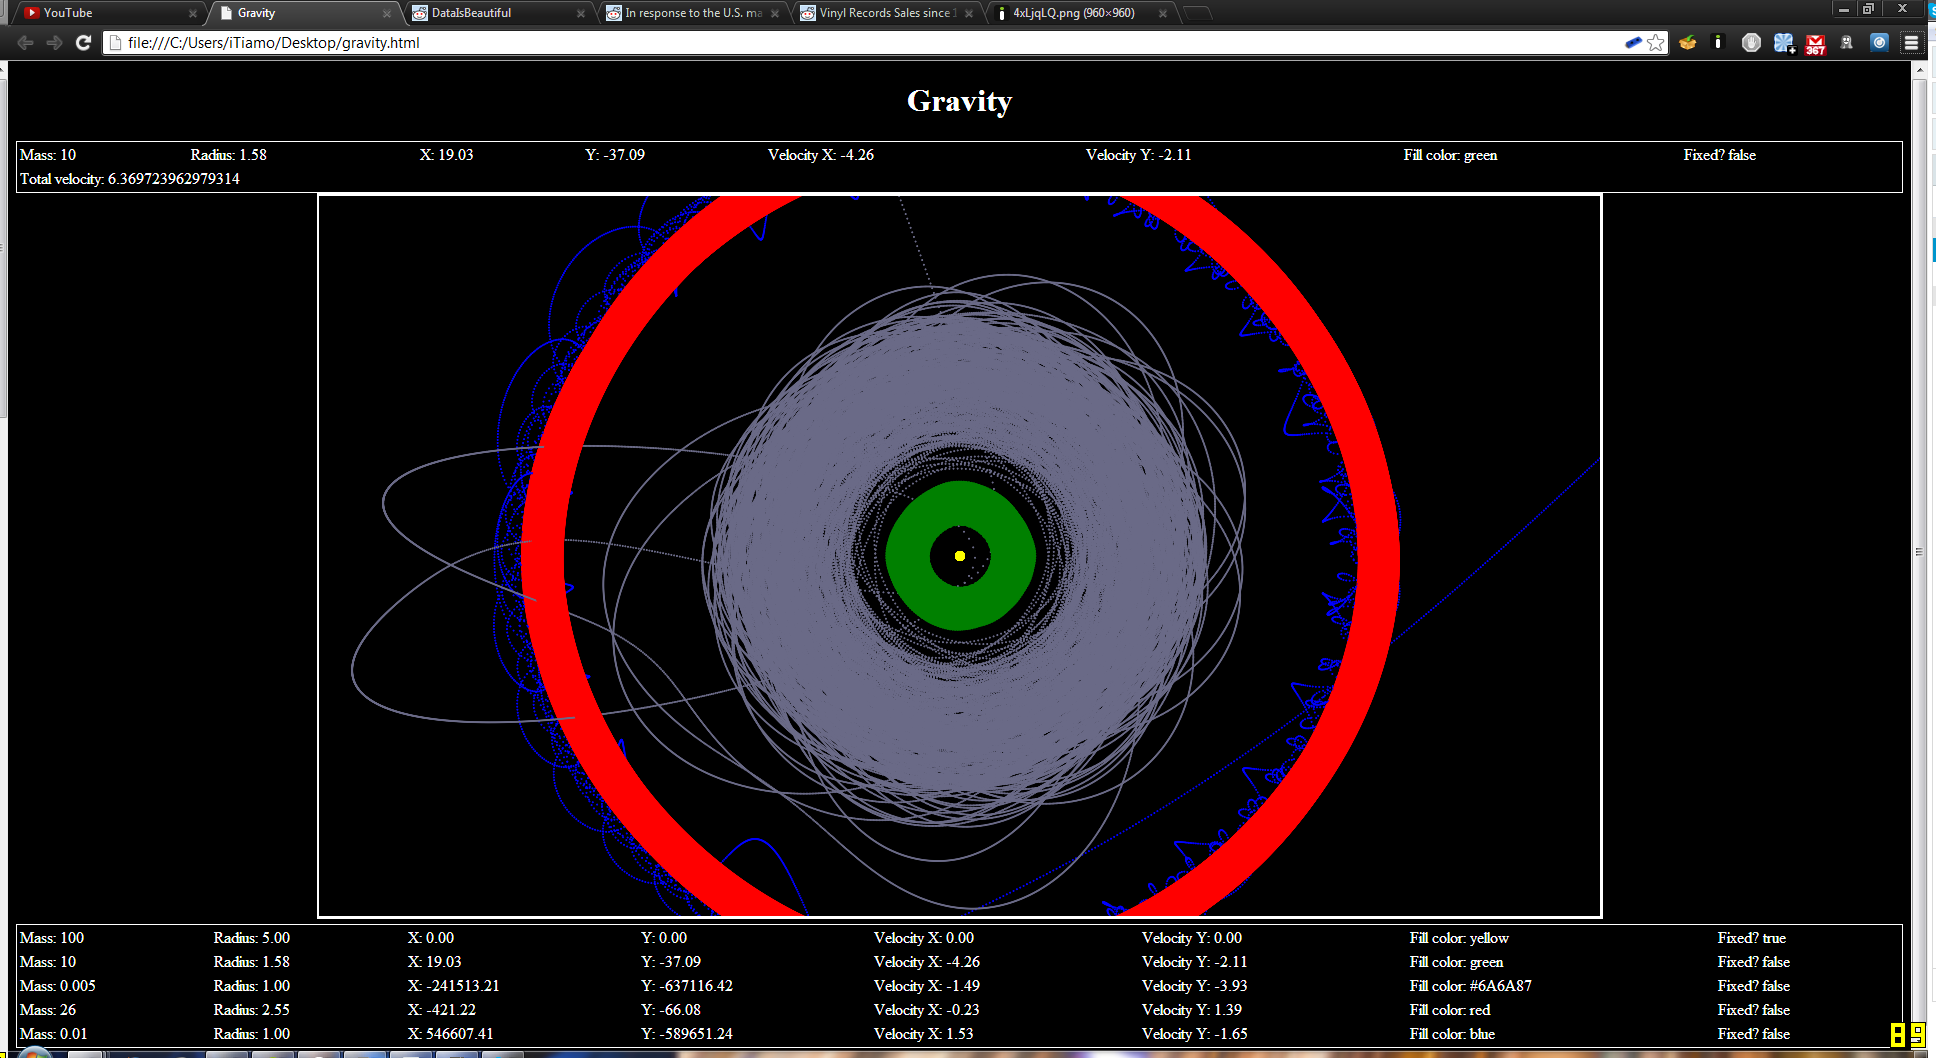 YouTube Gravity DataIsBeautiful In response to the U.S. ma Vinyl Records Sales since 1 4xLjqLQ.png (960×960)
file:///C:/Users/iTiamo/Desktop/gravity.html 367
Gravity
Mass: 10 Radius: 1.58 X: 19.03 Y: -37.09 Velocity X: -4.26 Velocity Y: -2.11 Fill color: green Fixed? false
Total velocity: 6.369723962979314
Mass: 100 Radius: 5.00 X: 0.00 Y: 0.00 Velocity X: 0.00 Velocity Y: 0.00 Fill color: yellow Fixed? true
Mass: 10 Radius: 1.58 X: 19.03 Y: -37.09 Velocity X: -4.26 Velocity Y: -2.11 Fill color: green Fixed? false
Mass: 0.005 Radius: 1.00 X: -241513.21 Y: -637116.42 Velocity X: -1.49 Velocity Y: -3.93 Fill color: #6A6A87 Fixed? false
Mass: 26 Radius: 2.55 X: -421.22 Y: -66.08 Velocity X: -0.23 Velocity Y: 1.39 Fill color: red Fixed? false
Mass: 0.01 Radius: 1.00 X: 546607.41 Y: -589651.24 Velocity X: 1.53 Velocity Y: -1.65 Fill color: blue Fixed? false